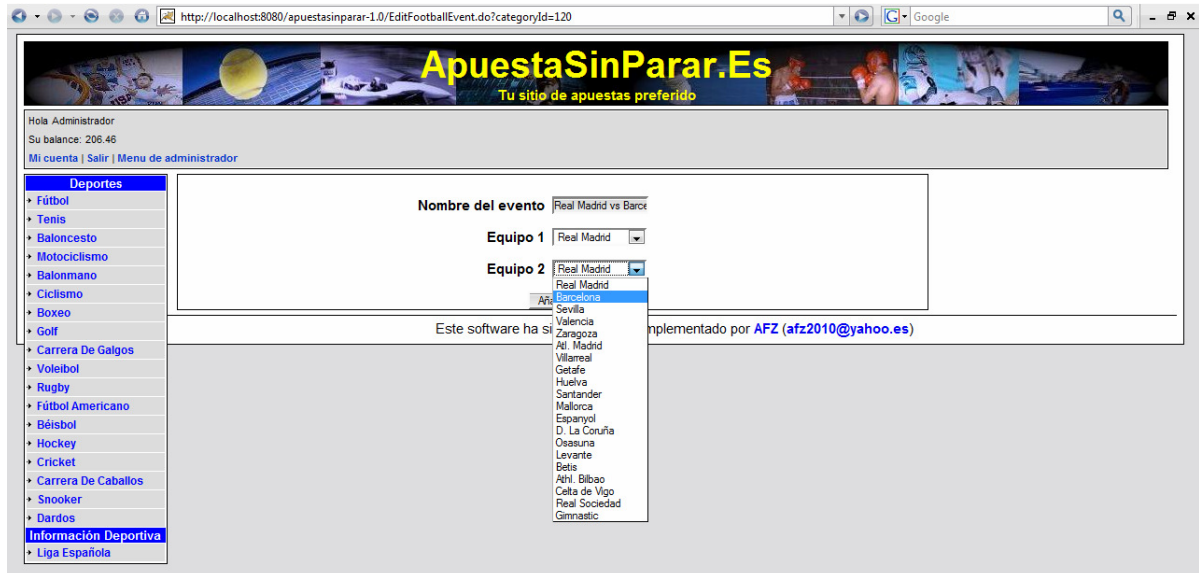 http://localhost:8080/apuestasinparar-1.0/EditFootballEvent.do?categoryId=120
G Google
ApuestaSinParar.Es
Tu sitio de apuestas preferido
Hola Administrador
Su balance: 206.46
Mi cuenta | Salir | Menu de administrador
Deportes
Fútbol
Tenis
Baloncesto
Motociclismo
Balonmano
Ciclismo
Boxeo
Golf
Carrera De Galgos
Voleibol
Rugby
Fútbol Americano
Béisbol
Hockey
Cricket
Carrera De Caballos
Snooker
Dardos
Información Deportiva
Liga Española
Nombre del evento Real Madrid vs Barce
Equipo 1 Real Madrid
Equipo 2 Real Madrid
Real Madrid
Barcelona
Sevilla
Valencia
Zaragoza
Atl. Madrid
Villarreal
Getafe
Huelva
Santander
Mallorca
Espanyol
D. La Coruña
Osasuna
Levante
Betis
Athl. Bilbao
Celta de Vigo
Real Sociedad
Gimnastic
Aña
Este software ha si mplementado por AFZ (afz2010@yahoo.es)